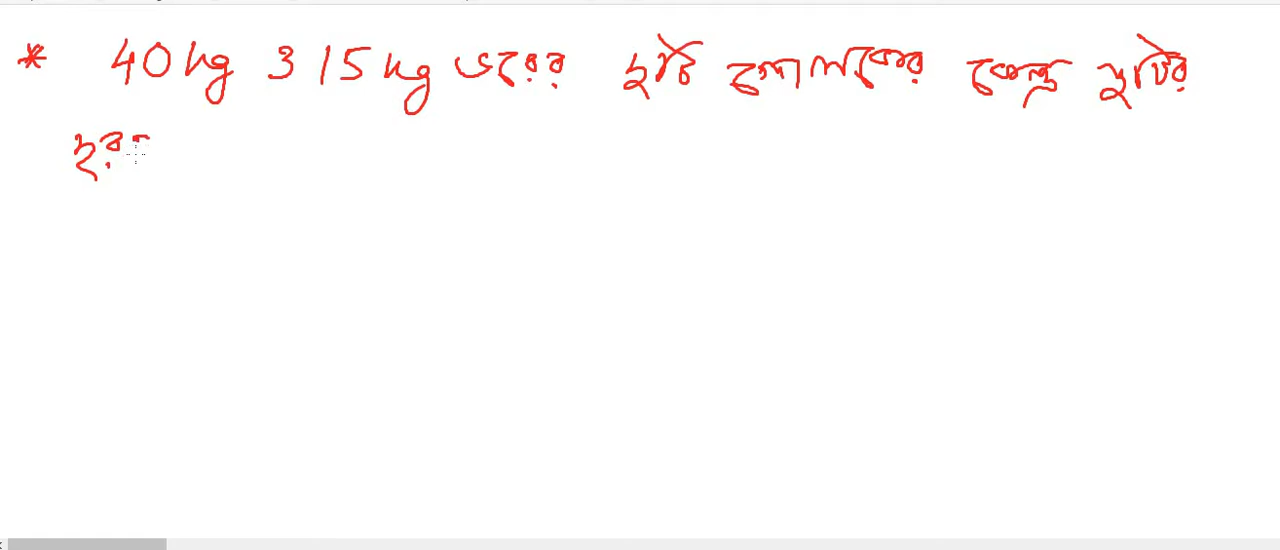 * 40 kg ও 15 kg ভরের দুটি গোলকের কেন্দ্র দুটির
দূর